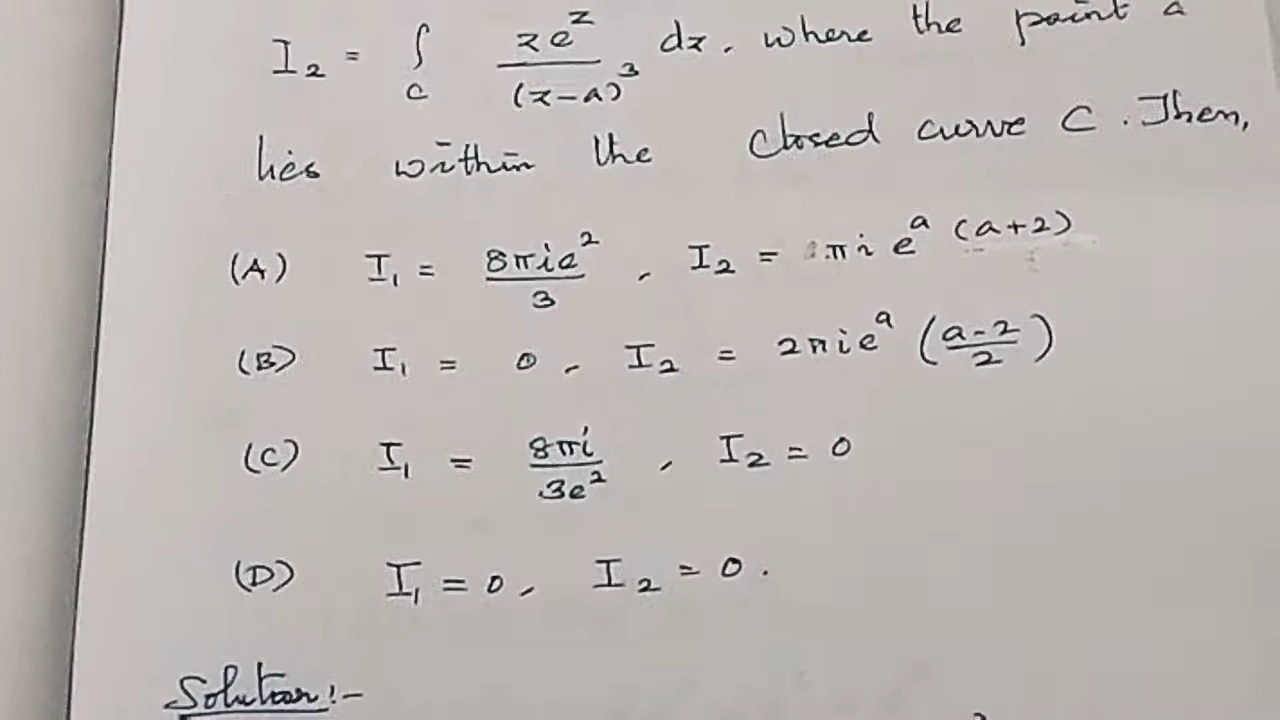 I₂ = ∫_C ze^z/(z-a)³ dz, where the point a
lies within the closed curve C. Then,
(A) I₁ = 8πie²/3, I₂ = πi e^a (a+2)
(B) I₁ = 0, I₂ = 2πie^a ((a-2)/2)
(C) I₁ = 8πi/3e², I₂ = 0
(D) I₁ = 0, I₂ = 0.
Solution:-